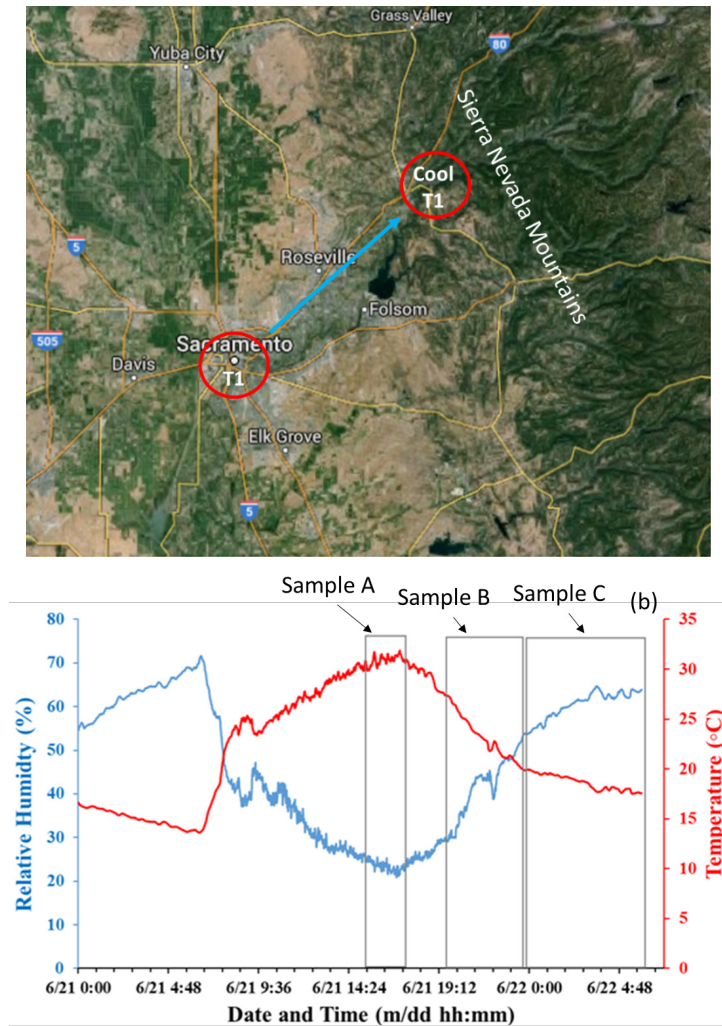 Grass Valley
80
Yuba City
Sierra Nevada Mountains
Cool
T1
5
Roseville
Folsom
505
Sacramento
Davis
T1
Elk Grove
5
Sample A
Sample B
Sample C
(b)
80
70
60
50
40
30
20
10
0
Relative Humidty (%)
35
30
25
20
15
10
5
0
Temperature (°C)
6/21 0:00 6/21 4:48 6/21 9:36 6/21 14:24 6/21 19:12 6/22 0:00 6/22 4:48
Date and Time (m/dd hh:mm)